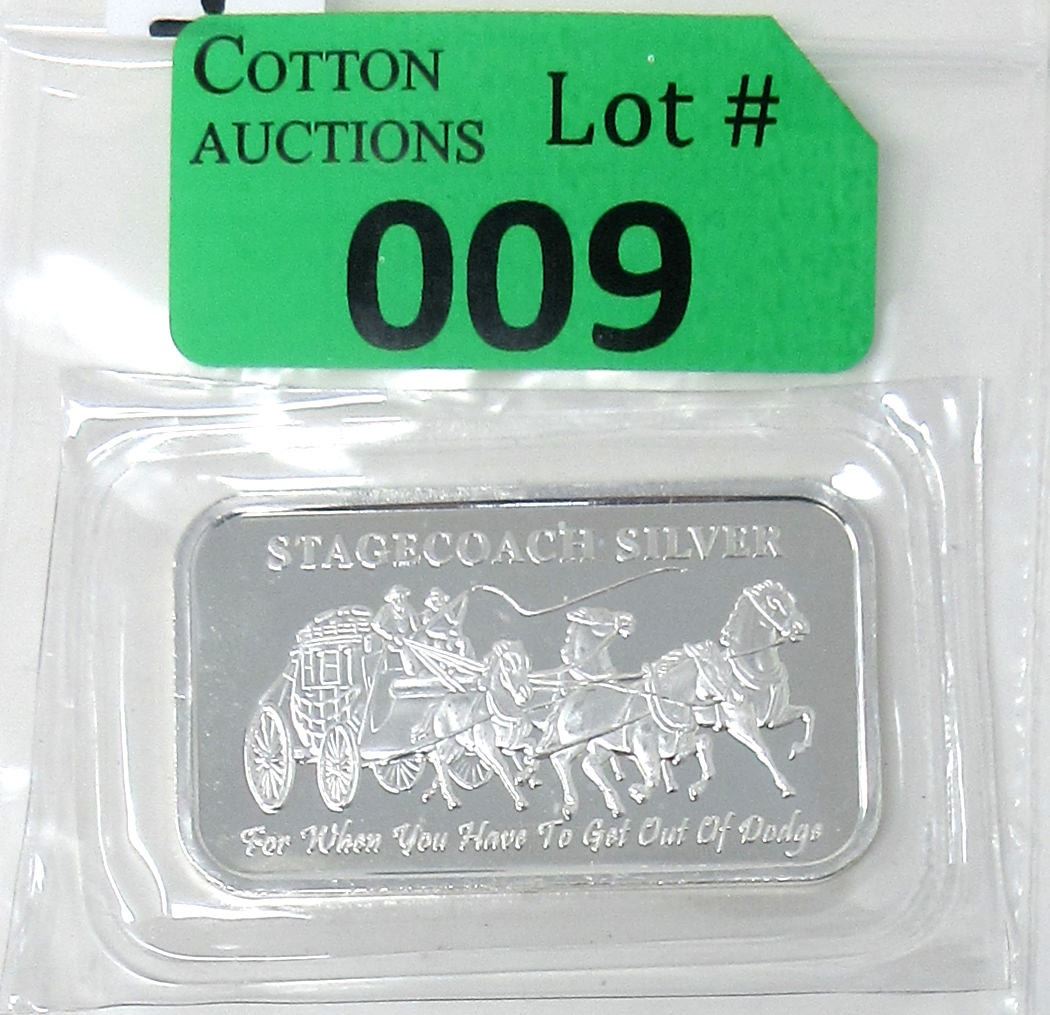 COTTON
AUCTIONS
Lot #
009
STAGECOACH SILVER
For When You Have To Get Out Of Dodge